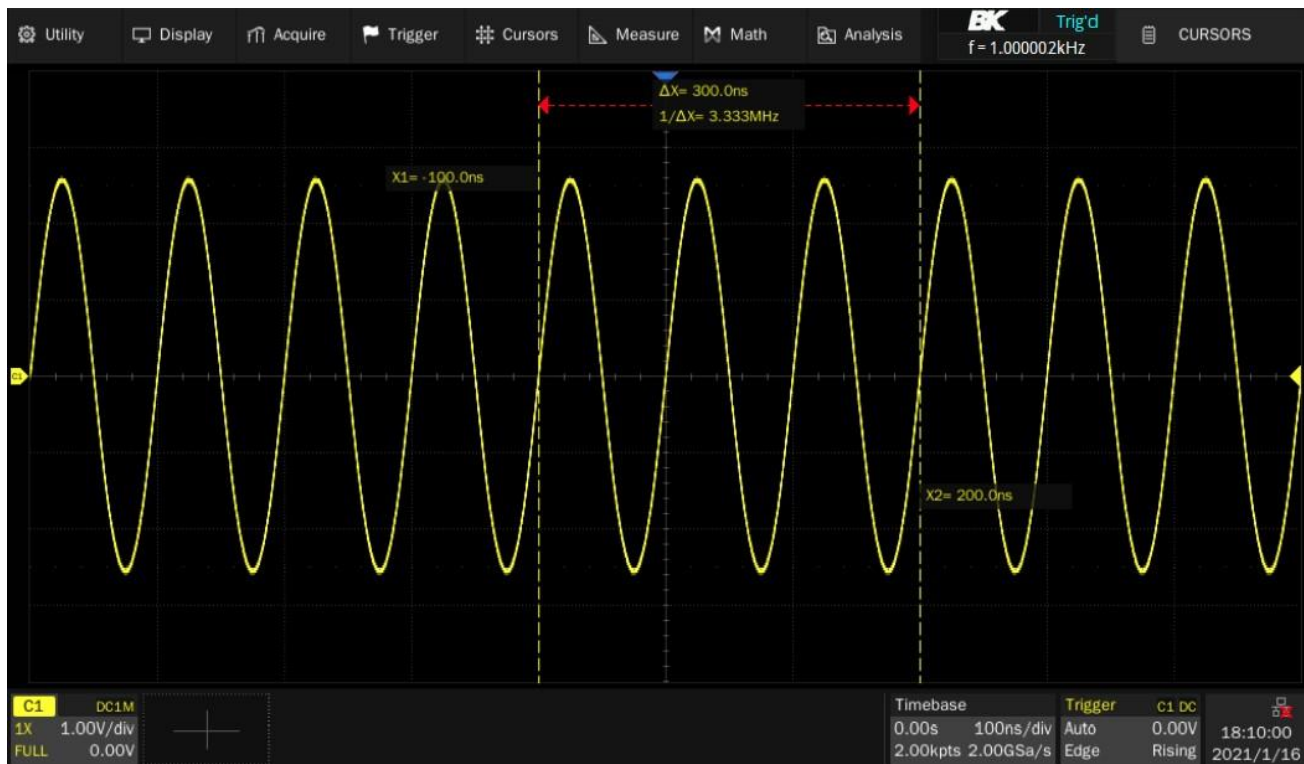 Utility Display Acquire Trigger Cursors Measure Math Analysis BK Trig'd CURSORS
f = 1.000002kHz
ΔX= 300.0ns
1/ΔX= 3.333MHz
X1= -100.0ns
C1
X2= 200.0ns
C1 DC1M
1X 1.00V/div
FULL 0.00V
Timebase
0.00s 100ns/div
2.00kpts 2.00GSa/s
Trigger C1 DC
Auto 0.00V
Edge Rising
18:10:00
2021/1/16